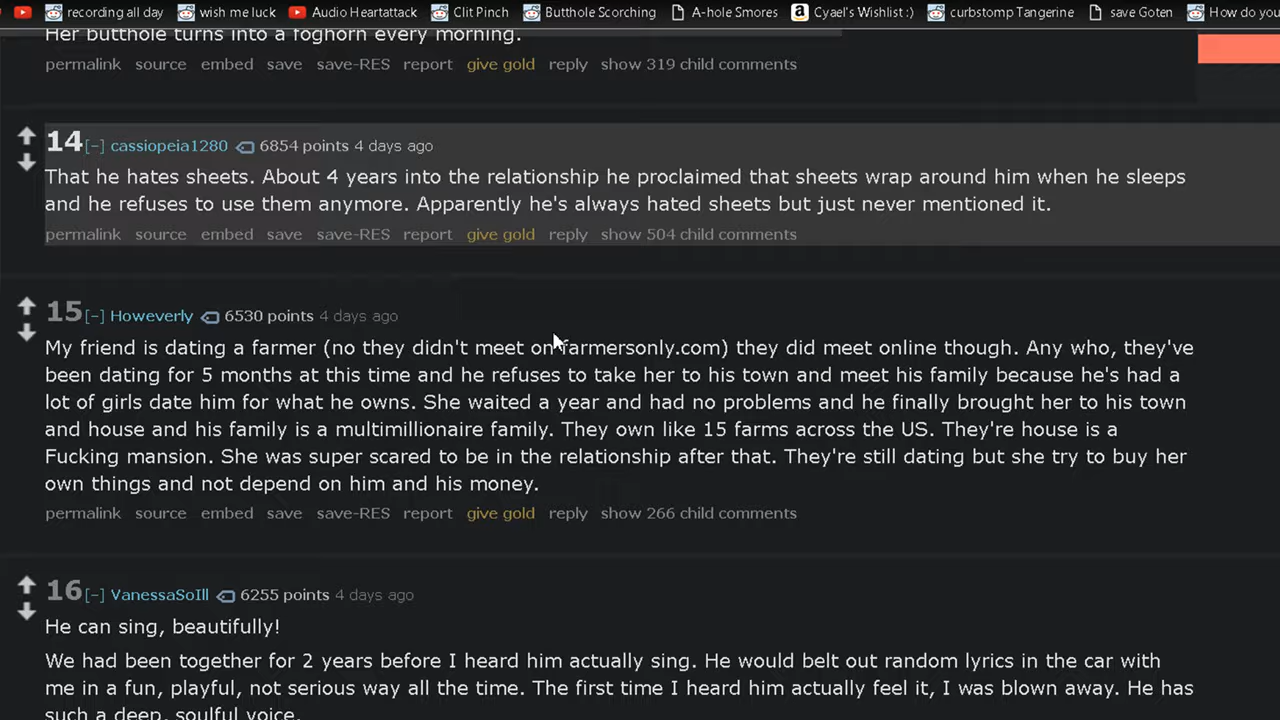 recording all day wish me luck Audio Heartattack Clit Pinch Butthole Scorching A-hole Smores Cyael's Wishlist :) curbstomp Tangerine save Goten How do you
Her butthole turns into a foghorn every morning.
permalink source embed save save-RES report give gold reply show 319 child comments
14 [-] cassiopeia1280 6854 points 4 days ago
That he hates sheets. About 4 years into the relationship he proclaimed that sheets wrap around him when he sleeps
and he refuses to use them anymore. Apparently he's always hated sheets but just never mentioned it.
permalink source embed save save-RES report give gold reply show 504 child comments
15 [-] Howeverly 6530 points 4 days ago
My friend is dating a farmer (no they didn't meet on farmersonly.com) they did meet online though. Any who, they've
been dating for 5 months at this time and he refuses to take her to his town and meet his family because he's had a
lot of girls date him for what he owns. She waited a year and had no problems and he finally brought her to his town
and house and his family is a multimillionaire family. They own like 15 farms across the US. They're house is a
Fucking mansion. She was super scared to be in the relationship after that. They're still dating but she try to buy her
own things and not depend on him and his money.
permalink source embed save save-RES report give gold reply show 266 child comments
16 [-] VanessaSoIll 6255 points 4 days ago
He can sing, beautifully!
We had been together for 2 years before I heard him actually sing. He would belt out random lyrics in the car with
me in a fun, playful, not serious way all the time. The first time I heard him actually feel it, I was blown away. He has
such a deep, soulful voice.